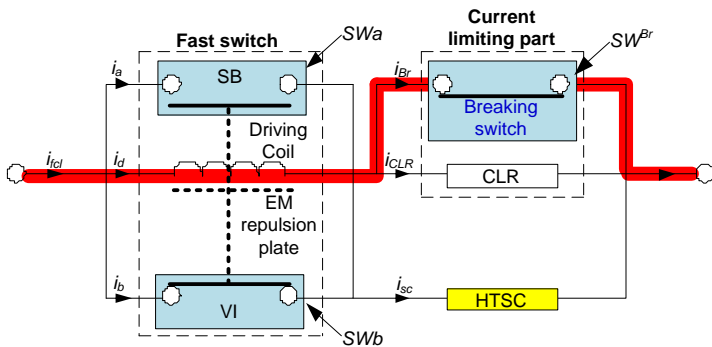 Fast switch
SWa
Current
limiting part
SW^Br
i_a
SB
i_Br
Breaking
switch
Driving
Coil
i_fcl
i_d
i_CLR
CLR
EM
repulsion
plate
i_b
VI
i_sc
HTSC
SWb